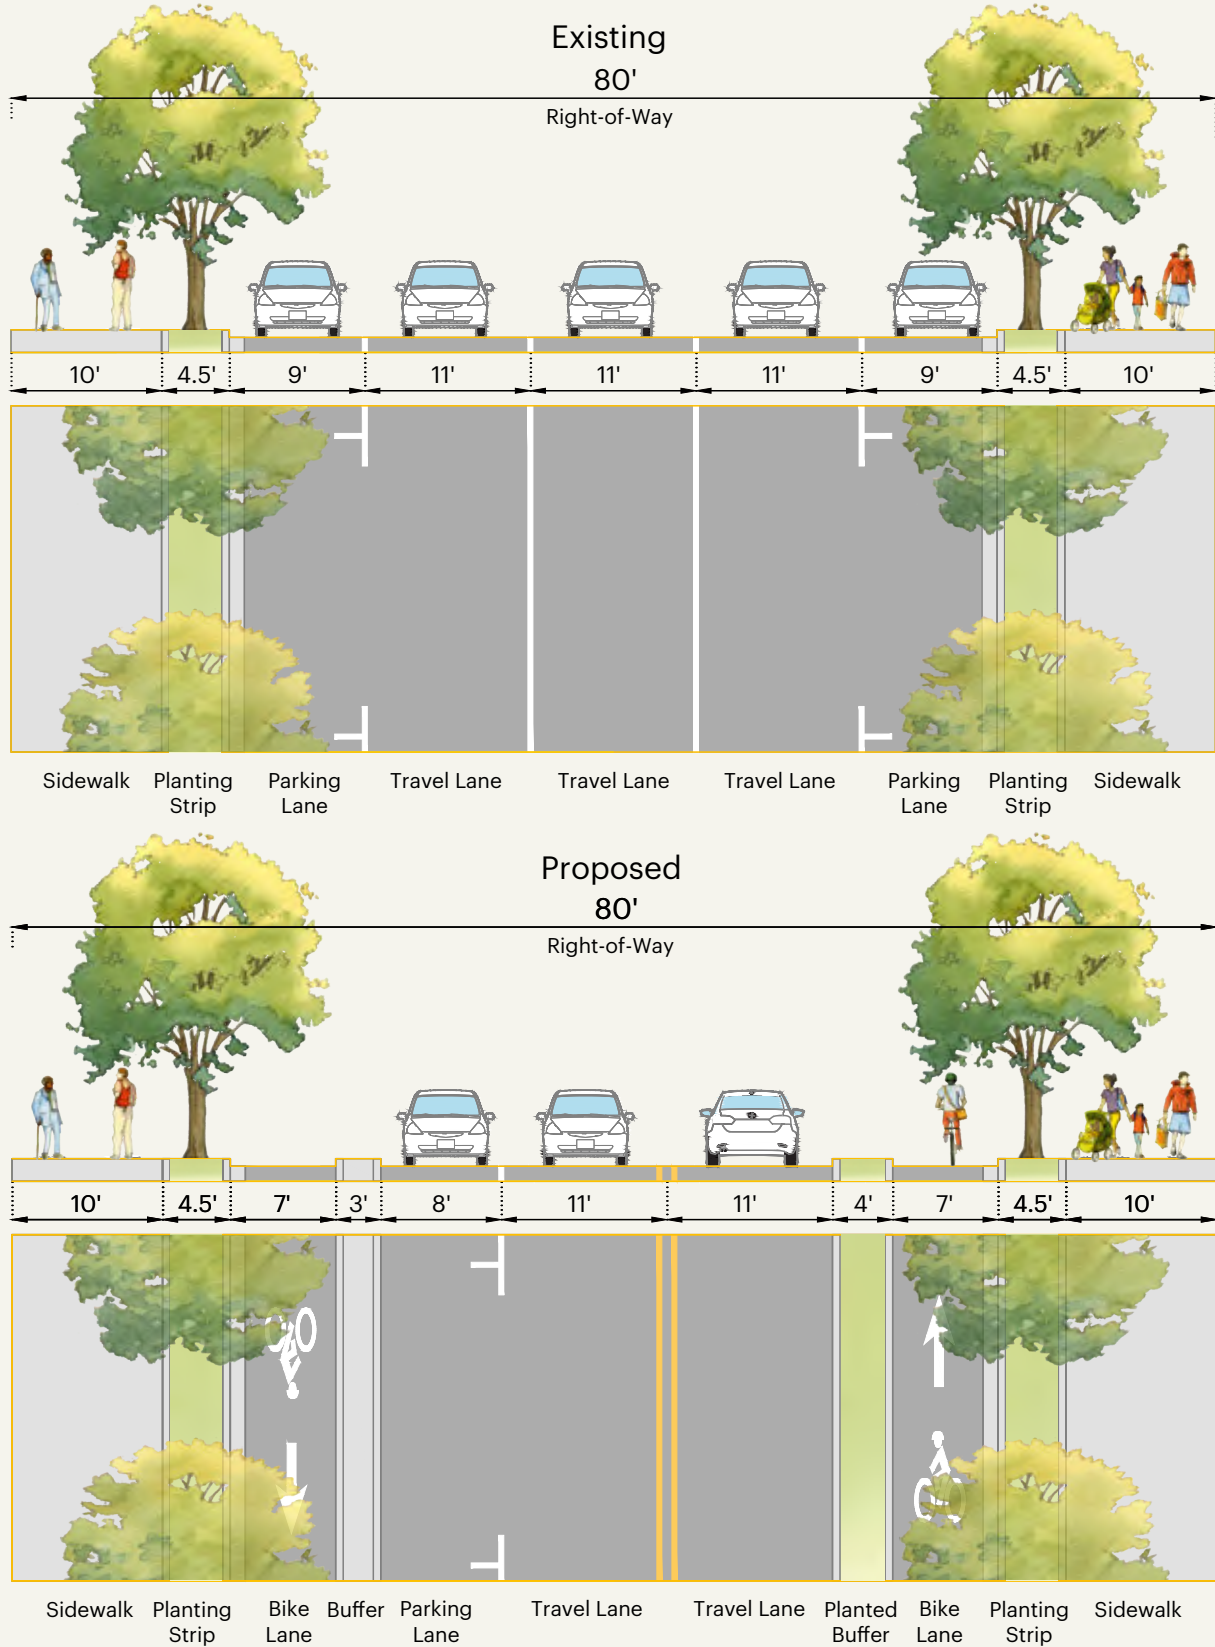 Existing
80'
Right-of-Way
10' 4.5' 9' 11' 11' 11' 9' 4.5' 10'
Sidewalk Planting Parking Travel Lane Travel Lane Travel Lane Parking Planting Sidewalk
Strip Lane Lane Strip
Proposed
80'
Right-of-Way
10' 4.5' 7' 3' 8' 11' 11' 4' 7' 4.5' 10'
Sidewalk Planting Bike Buffer Parking Travel Lane Travel Lane Planted Bike Planting Sidewalk
Strip Lane Lane Buffer Lane Strip